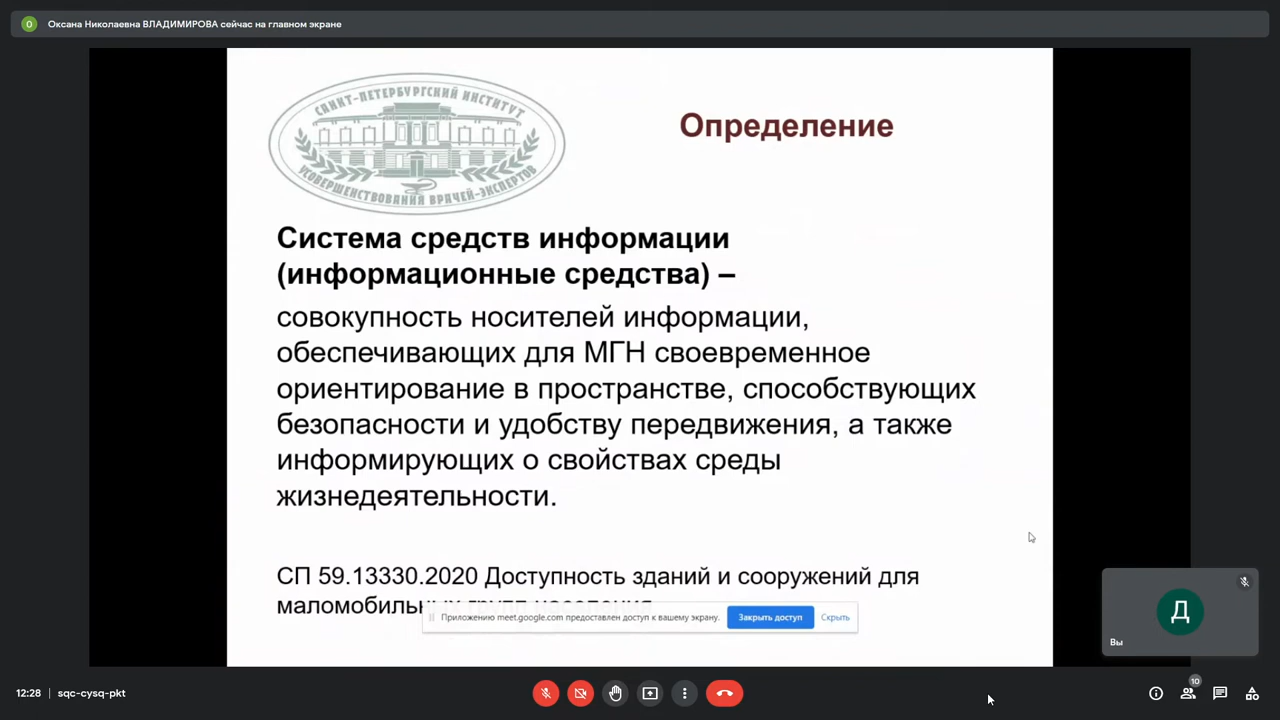 О
Оксана Николаевна ВЛАДИМИРОВА сейчас на главном экране
САНКТ-ПЕТЕРБУРГСКИЙ ИНСТИТУТ
УСОВЕРШЕНСТВОВАНИЯ ВРАЧЕЙ-ЭКСПЕРТОВ
Определение
Система средств информации
(информационные средства) –
совокупность носителей информации,
обеспечивающих для МГН своевременное
ориентирование в пространстве, способствующих
безопасности и удобству передвижения, а также
информирующих о свойствах среды
жизнедеятельности.
СП 59.13330.2020 Доступность зданий и сооружений для
маломобильных групп населения
Приложению meet.google.com предоставлен доступ к вашему экрану.
Закрыть доступ
Скрыть
Д
Вы
12:28 | sqc-cysq-pkt
10